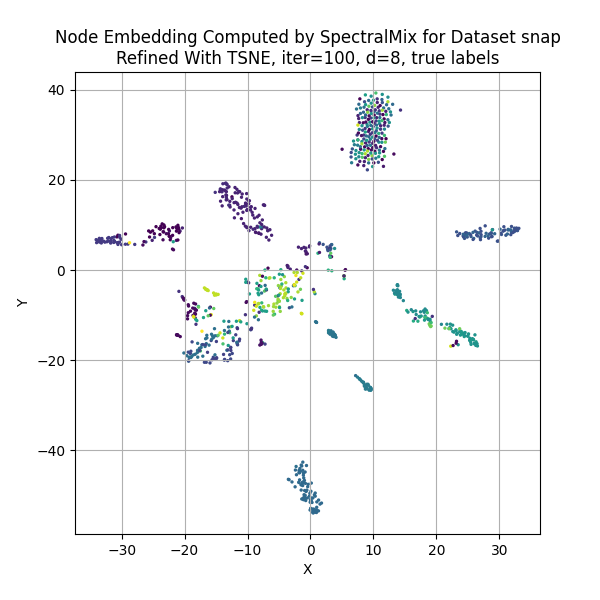 Node Embedding Computed by SpectralMix for Dataset snap
Refined With TSNE, iter=100, d=8, true labels
40
20
0
−20
−40
Y
−30 −20 −10 0 10 20 30
X